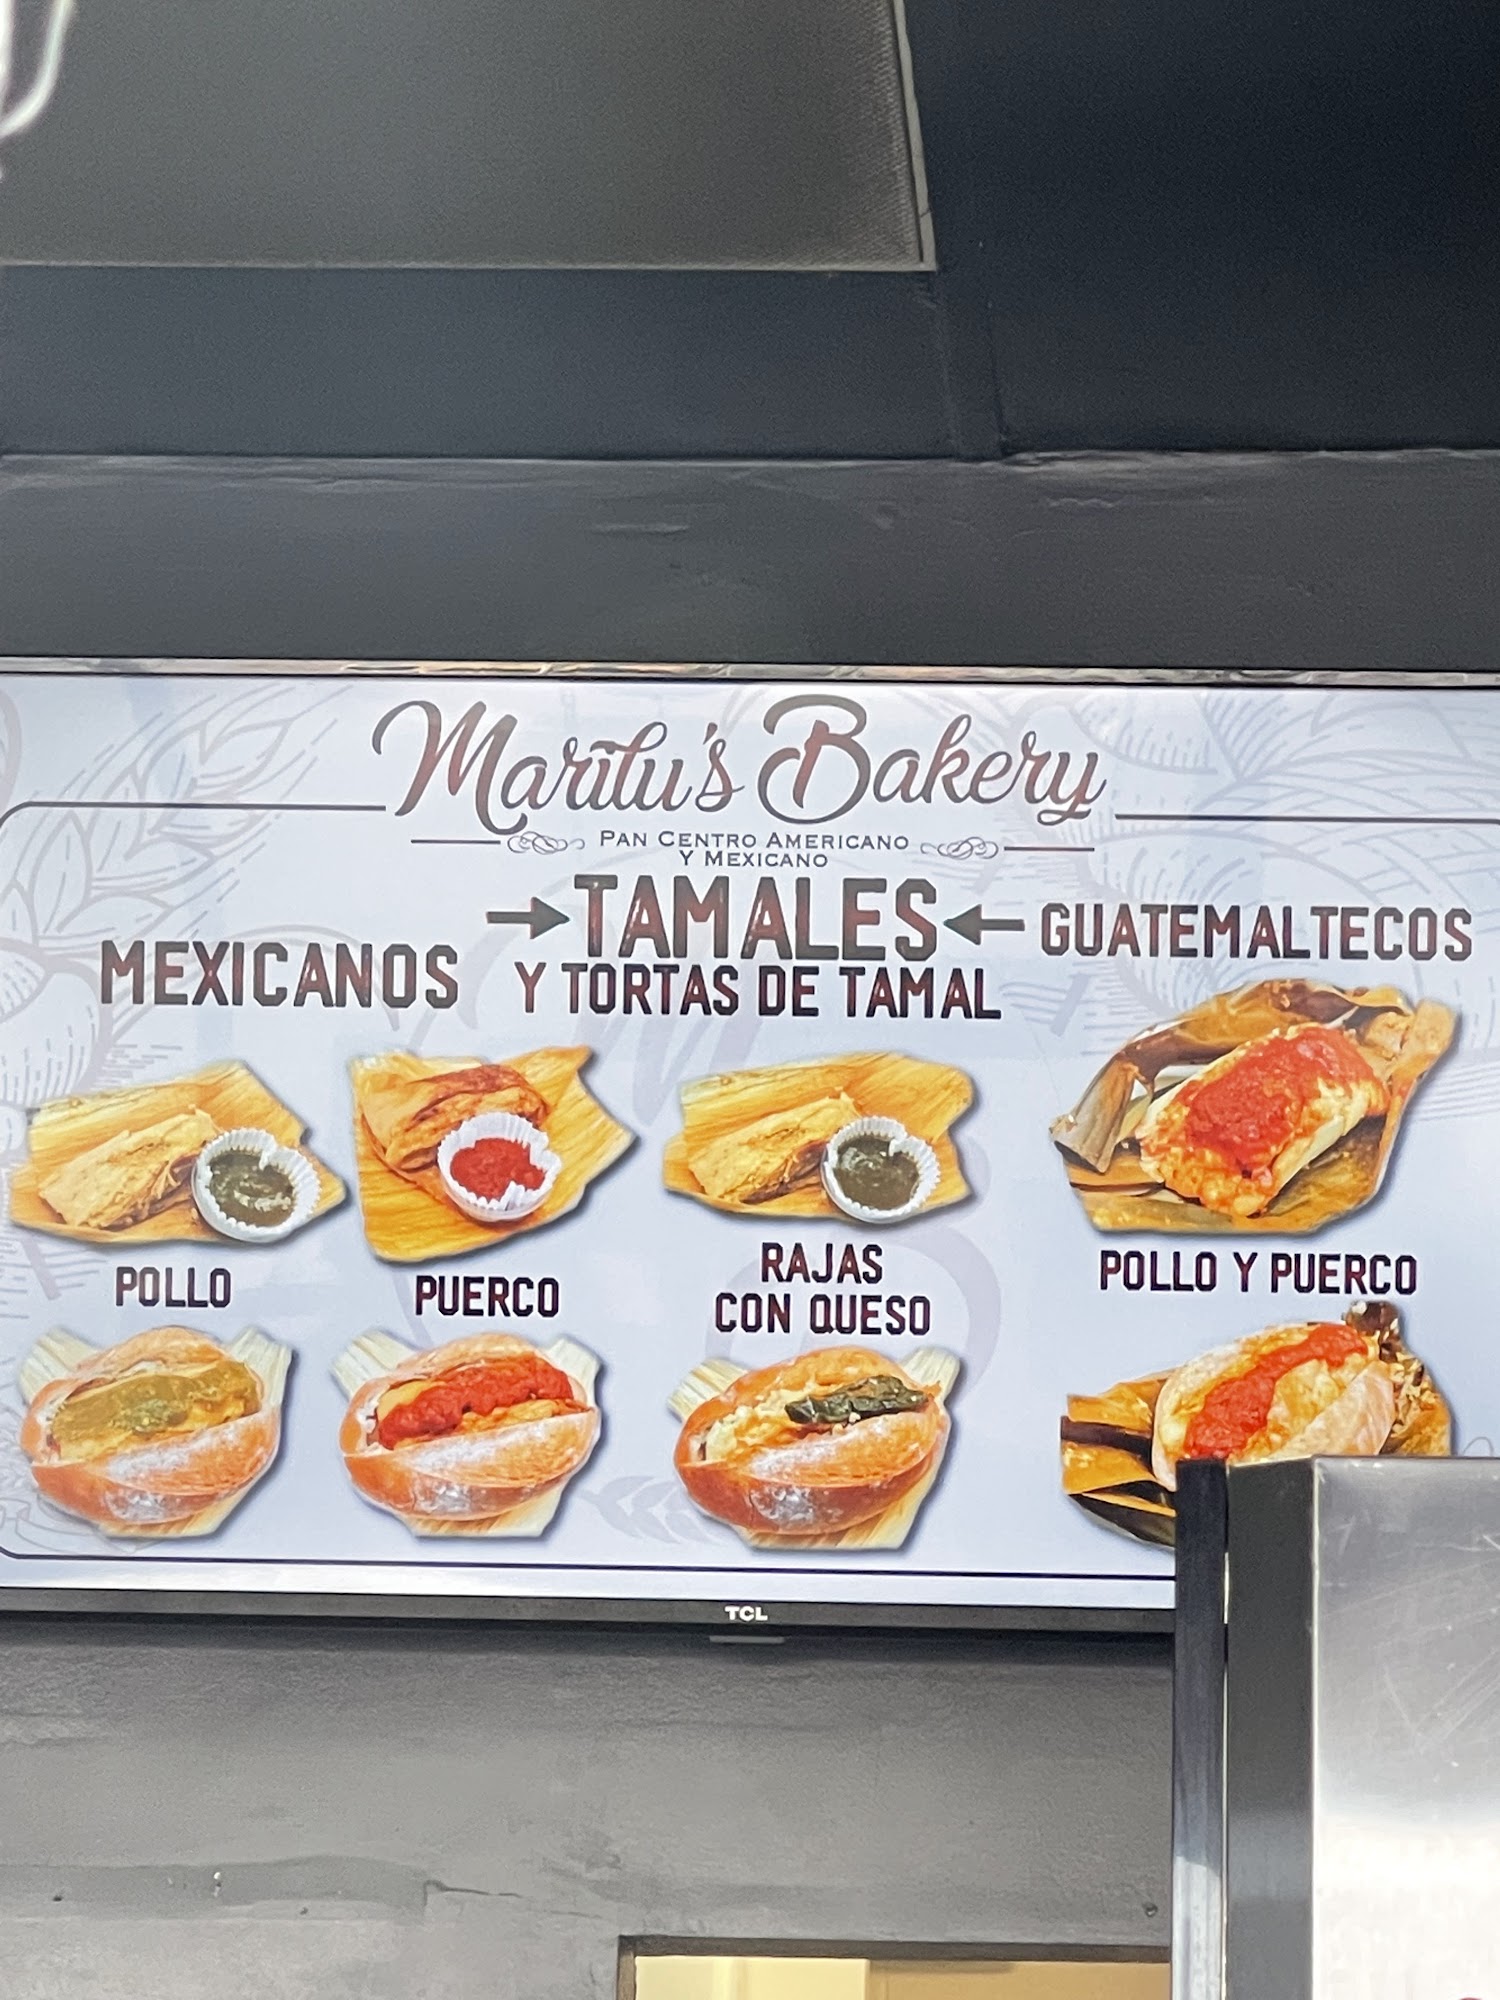 Marilu's Bakery
PAN CENTRO AMERICANO
Y MEXICANO
TAMALES
Y TORTAS DE TAMAL
MEXICANOS
GUATEMALTECOS
POLLO
PUERCO
RAJAS
CON QUESO
POLLO Y PUERCO
TCL